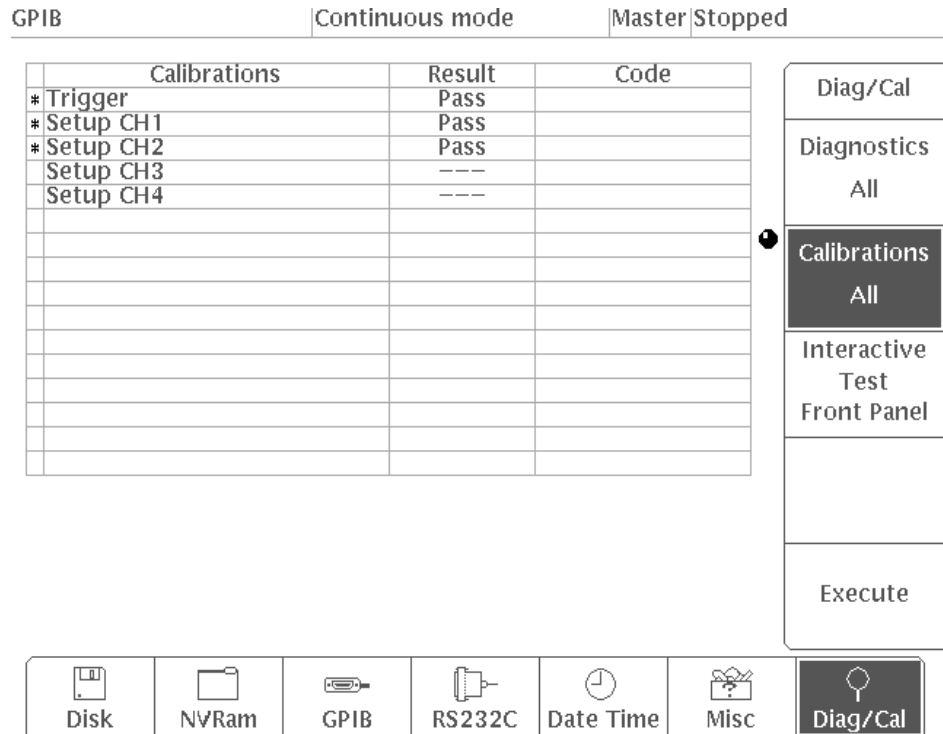 GPIB Continuous mode Master Stopped
Calibrations Result Code
* Trigger Pass
* Setup CH1 Pass
* Setup CH2 Pass
Setup CH3 ---
Setup CH4 ---
Diag/Cal
Diagnostics
All
Calibrations
All
Interactive
Test
Front Panel
Execute
Disk NVRam GPIB RS232C Date Time Misc Diag/Cal